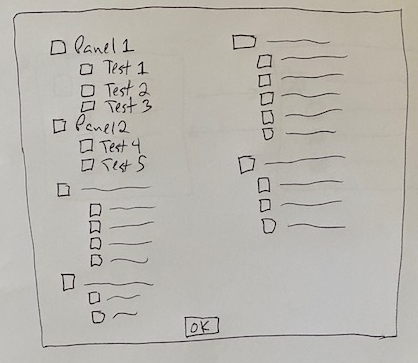 Panel 1
Test 1
Test 2
Test 3
Panel 2
Test 4
Test 5
OK